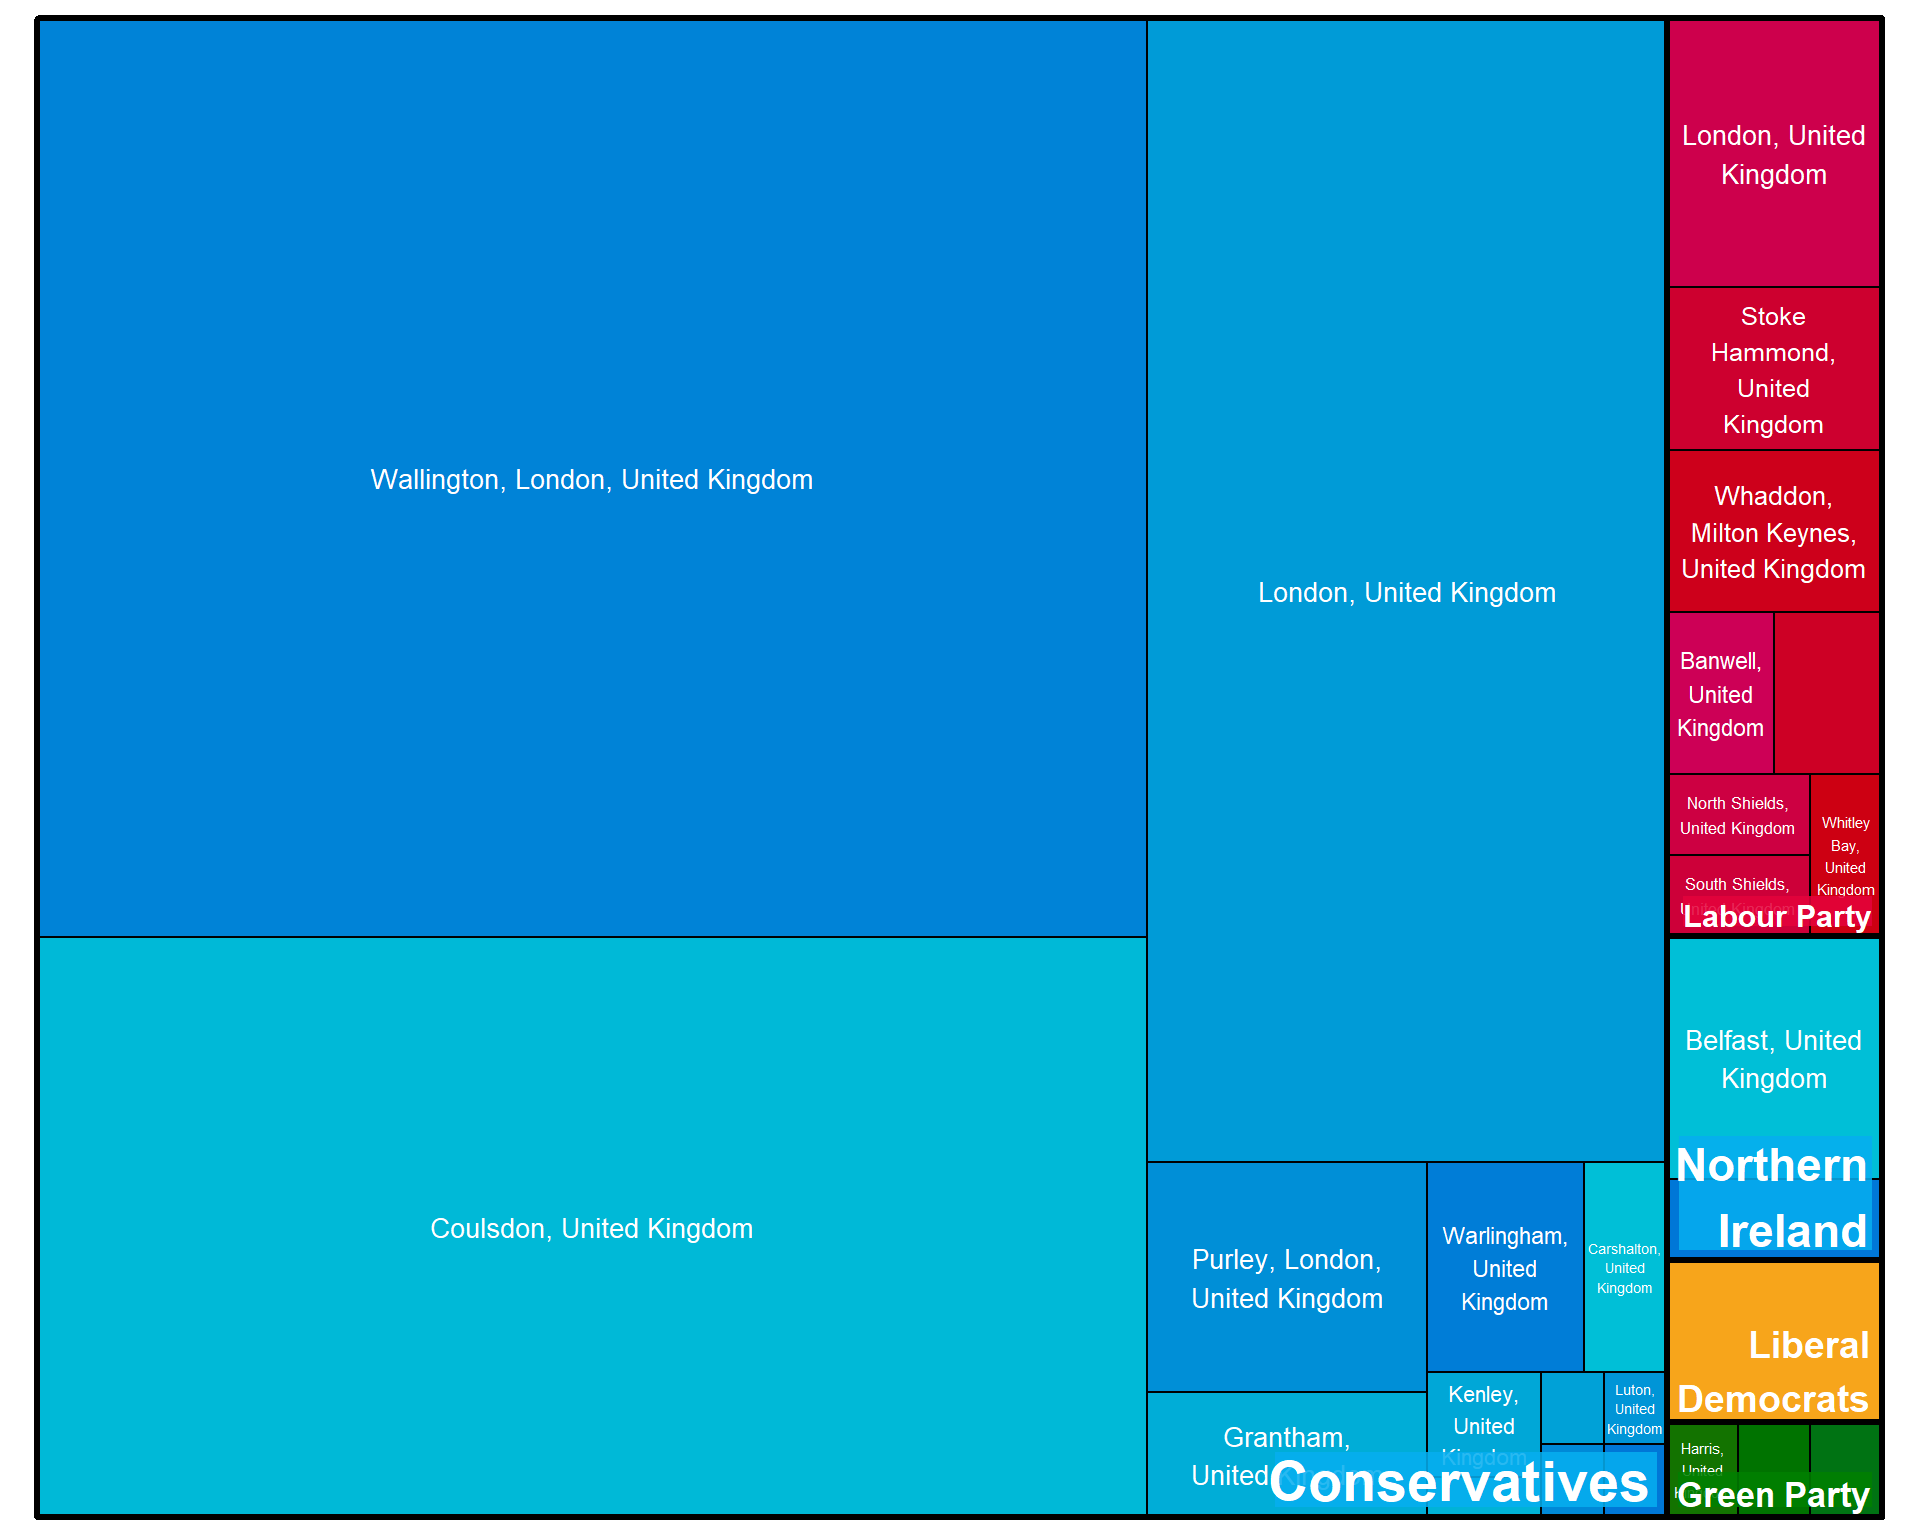 Wallington, London, United Kingdom
Coulsdon, United Kingdom
London, United Kingdom
Purley, London,
United Kingdom
Grantham,
United Kingdom
Warlingham,
United
Kingdom
Carshalton,
United
Kingdom
Kenley,
United
Kingdom
Luton,
United
Kingdom
Conservatives
London, United
Kingdom
Stoke
Hammond,
United
Kingdom
Whaddon,
Milton Keynes,
United Kingdom
Banwell,
United
Kingdom
North Shields,
United Kingdom
South Shields,
United Kingdom
Whitley
Bay,
United
Kingdom
Labour Party
Belfast, United
Kingdom
Northern
Ireland
Liberal
Democrats
Harris,
United
Green Party